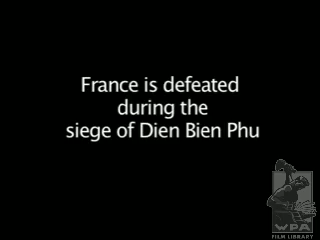 France is defeated
during the
siege of Dien Bien Phu
WPA
FILM LIBRARY